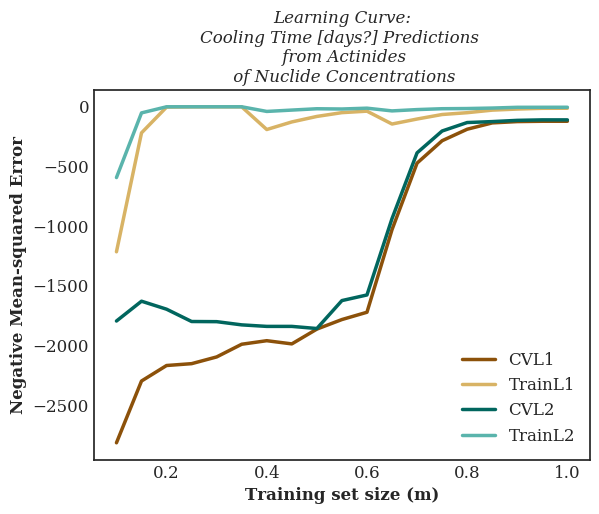 Learning Curve:
Cooling Time [days?] Predictions
from Actinides
of Nuclide Concentrations
Negative Mean-squared Error
0
−500
−1000
−1500
−2000
−2500
CVL1
TrainL1
CVL2
TrainL2
0.2 0.4 0.6 0.8 1.0
Training set size (m)